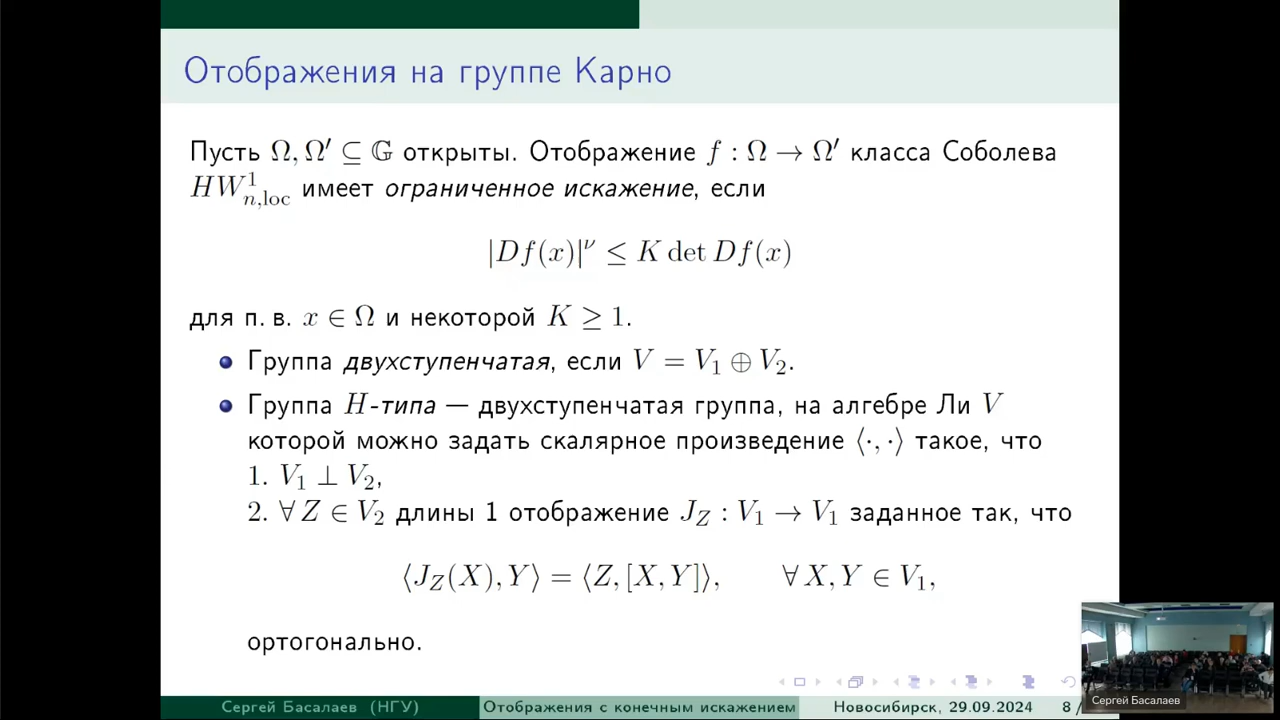 Отображения на группе Карно
Пусть Ω, Ω′ ⊆ 𝔾 открыты. Отображение f : Ω → Ω′ класса Соболева
HW¹ₙ,loc имеет ограниченное искажение, если
|Df(x)|^ν ≤ K det Df(x)
для п. в. x ∈ Ω и некоторой K ≥ 1.
Группа двухступенчатая, если V = V₁ ⊕ V₂.
Группа H-типа — двухступенчатая группа, на алгебре Ли V
которой можно задать скалярное произведение ⟨·, ·⟩ такое, что
1. V₁ ⊥ V₂,
2. ∀ Z ∈ V₂ длины 1 отображение J_Z : V₁ → V₁ заданное так, что
⟨J_Z(X), Y⟩ = ⟨Z, [X, Y]⟩, ∀ X, Y ∈ V₁,
ортогонально.
Сергей Басалаев (НГУ) Отображения с конечным искажением Новосибирск, 29.09.2024 8 /
Сергей Басалаев